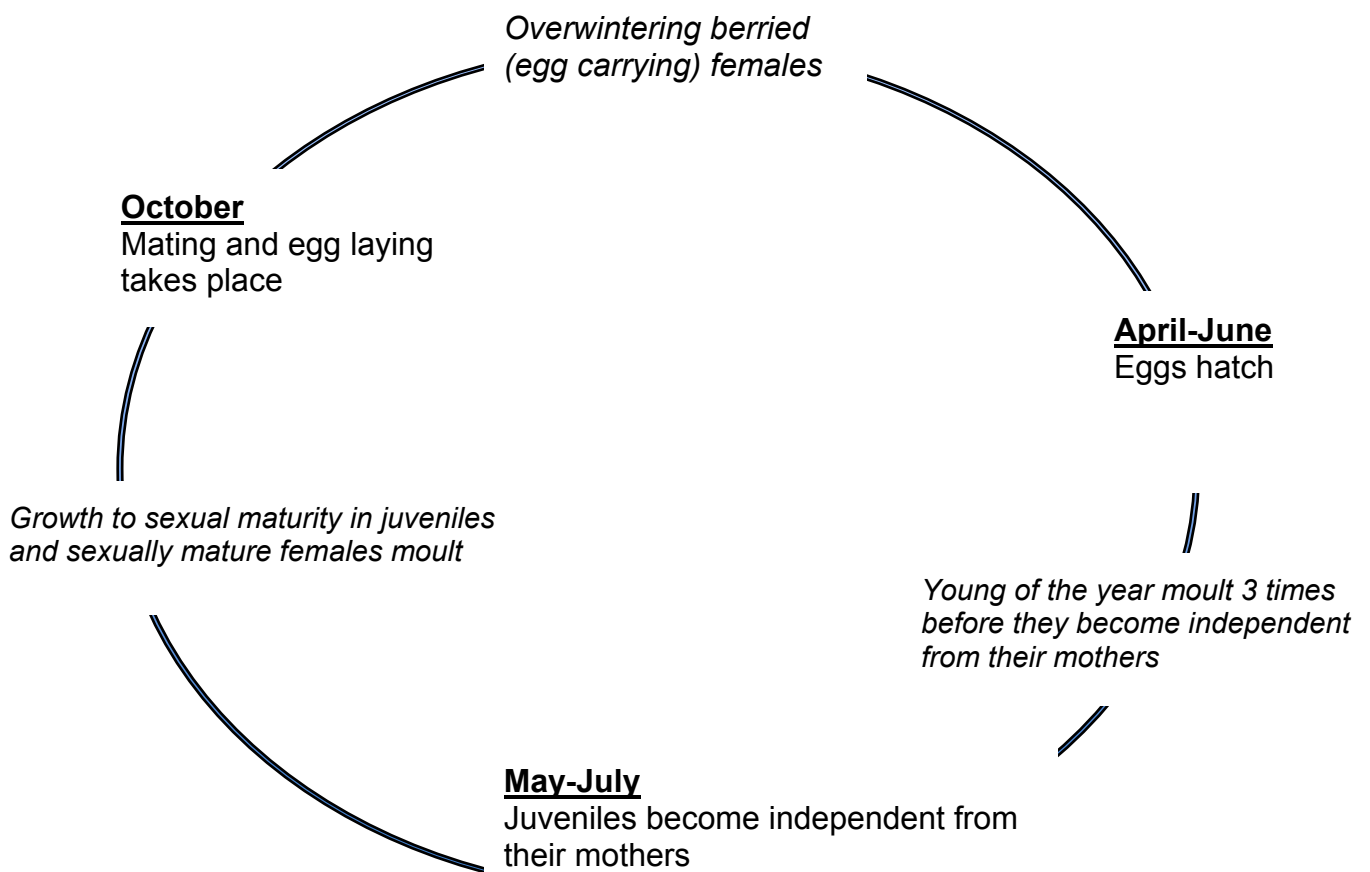 Overwintering berried
(egg carrying) females
October
Mating and egg laying
takes place
April-June
Eggs hatch
Growth to sexual maturity in juveniles
and sexually mature females moult
Young of the year moult 3 times
before they become independent
from their mothers
May-July
Juveniles become independent from
their mothers